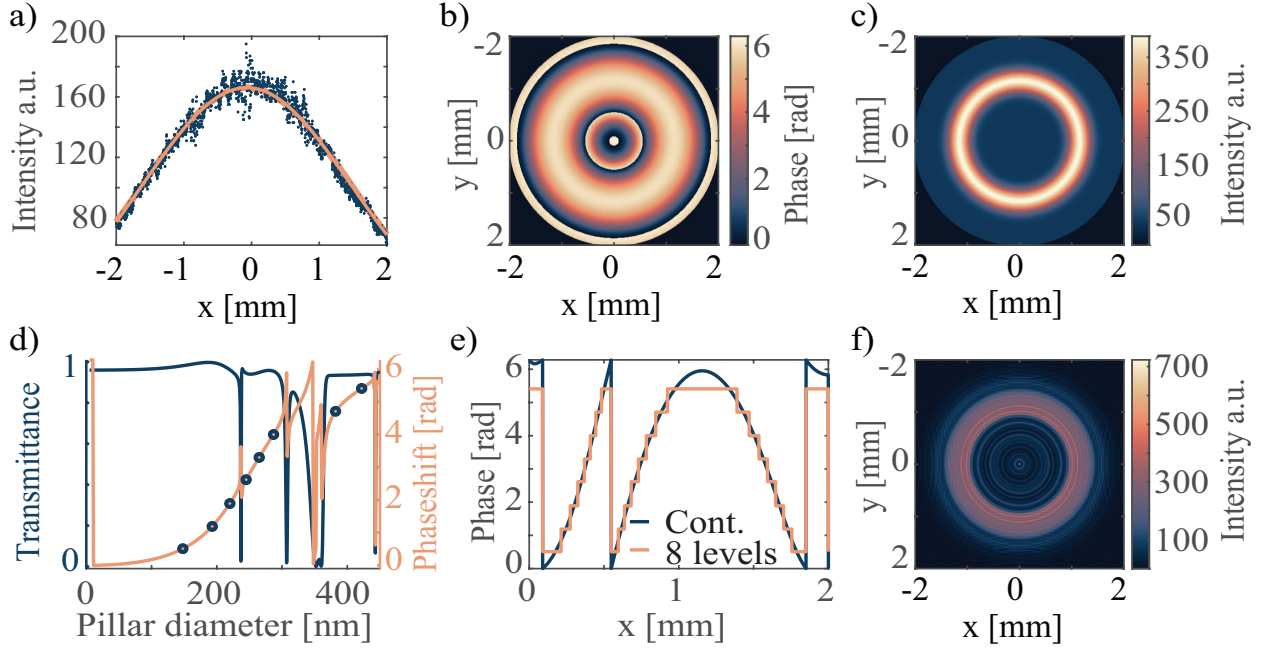 a)
200
160
120
80
Intensity a.u.
-2 -1 0 1 2
x [mm]
b)
-2
0
2
y [mm]
-2 0 2
x [mm]
6
4
2
0
Phase [rad]
c)
-2
0
2
y [mm]
-2 0 2
x [mm]
350
250
150
50
Intensity a.u.
d)
1
0
Transmittance
0 200 400
Pillar diameter [nm]
6
4
2
0
Phaseshift [rad]
e)
6
4
2
0
Phase [rad]
Cont.
8 levels
0 1 2
x [mm]
f)
-2
0
2
y [mm]
-2 0 2
x [mm]
700
500
300
100
Intensity a.u.